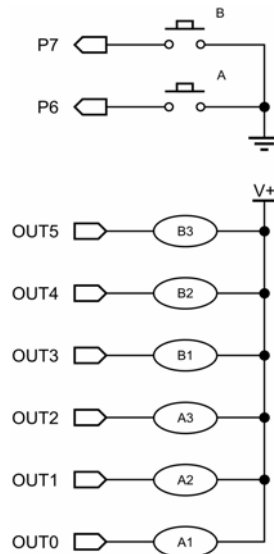 B
P7
A
P6
V+
OUT5 B3
OUT4 B2
OUT3 B1
OUT2 A3
OUT1 A2
OUT0 A1